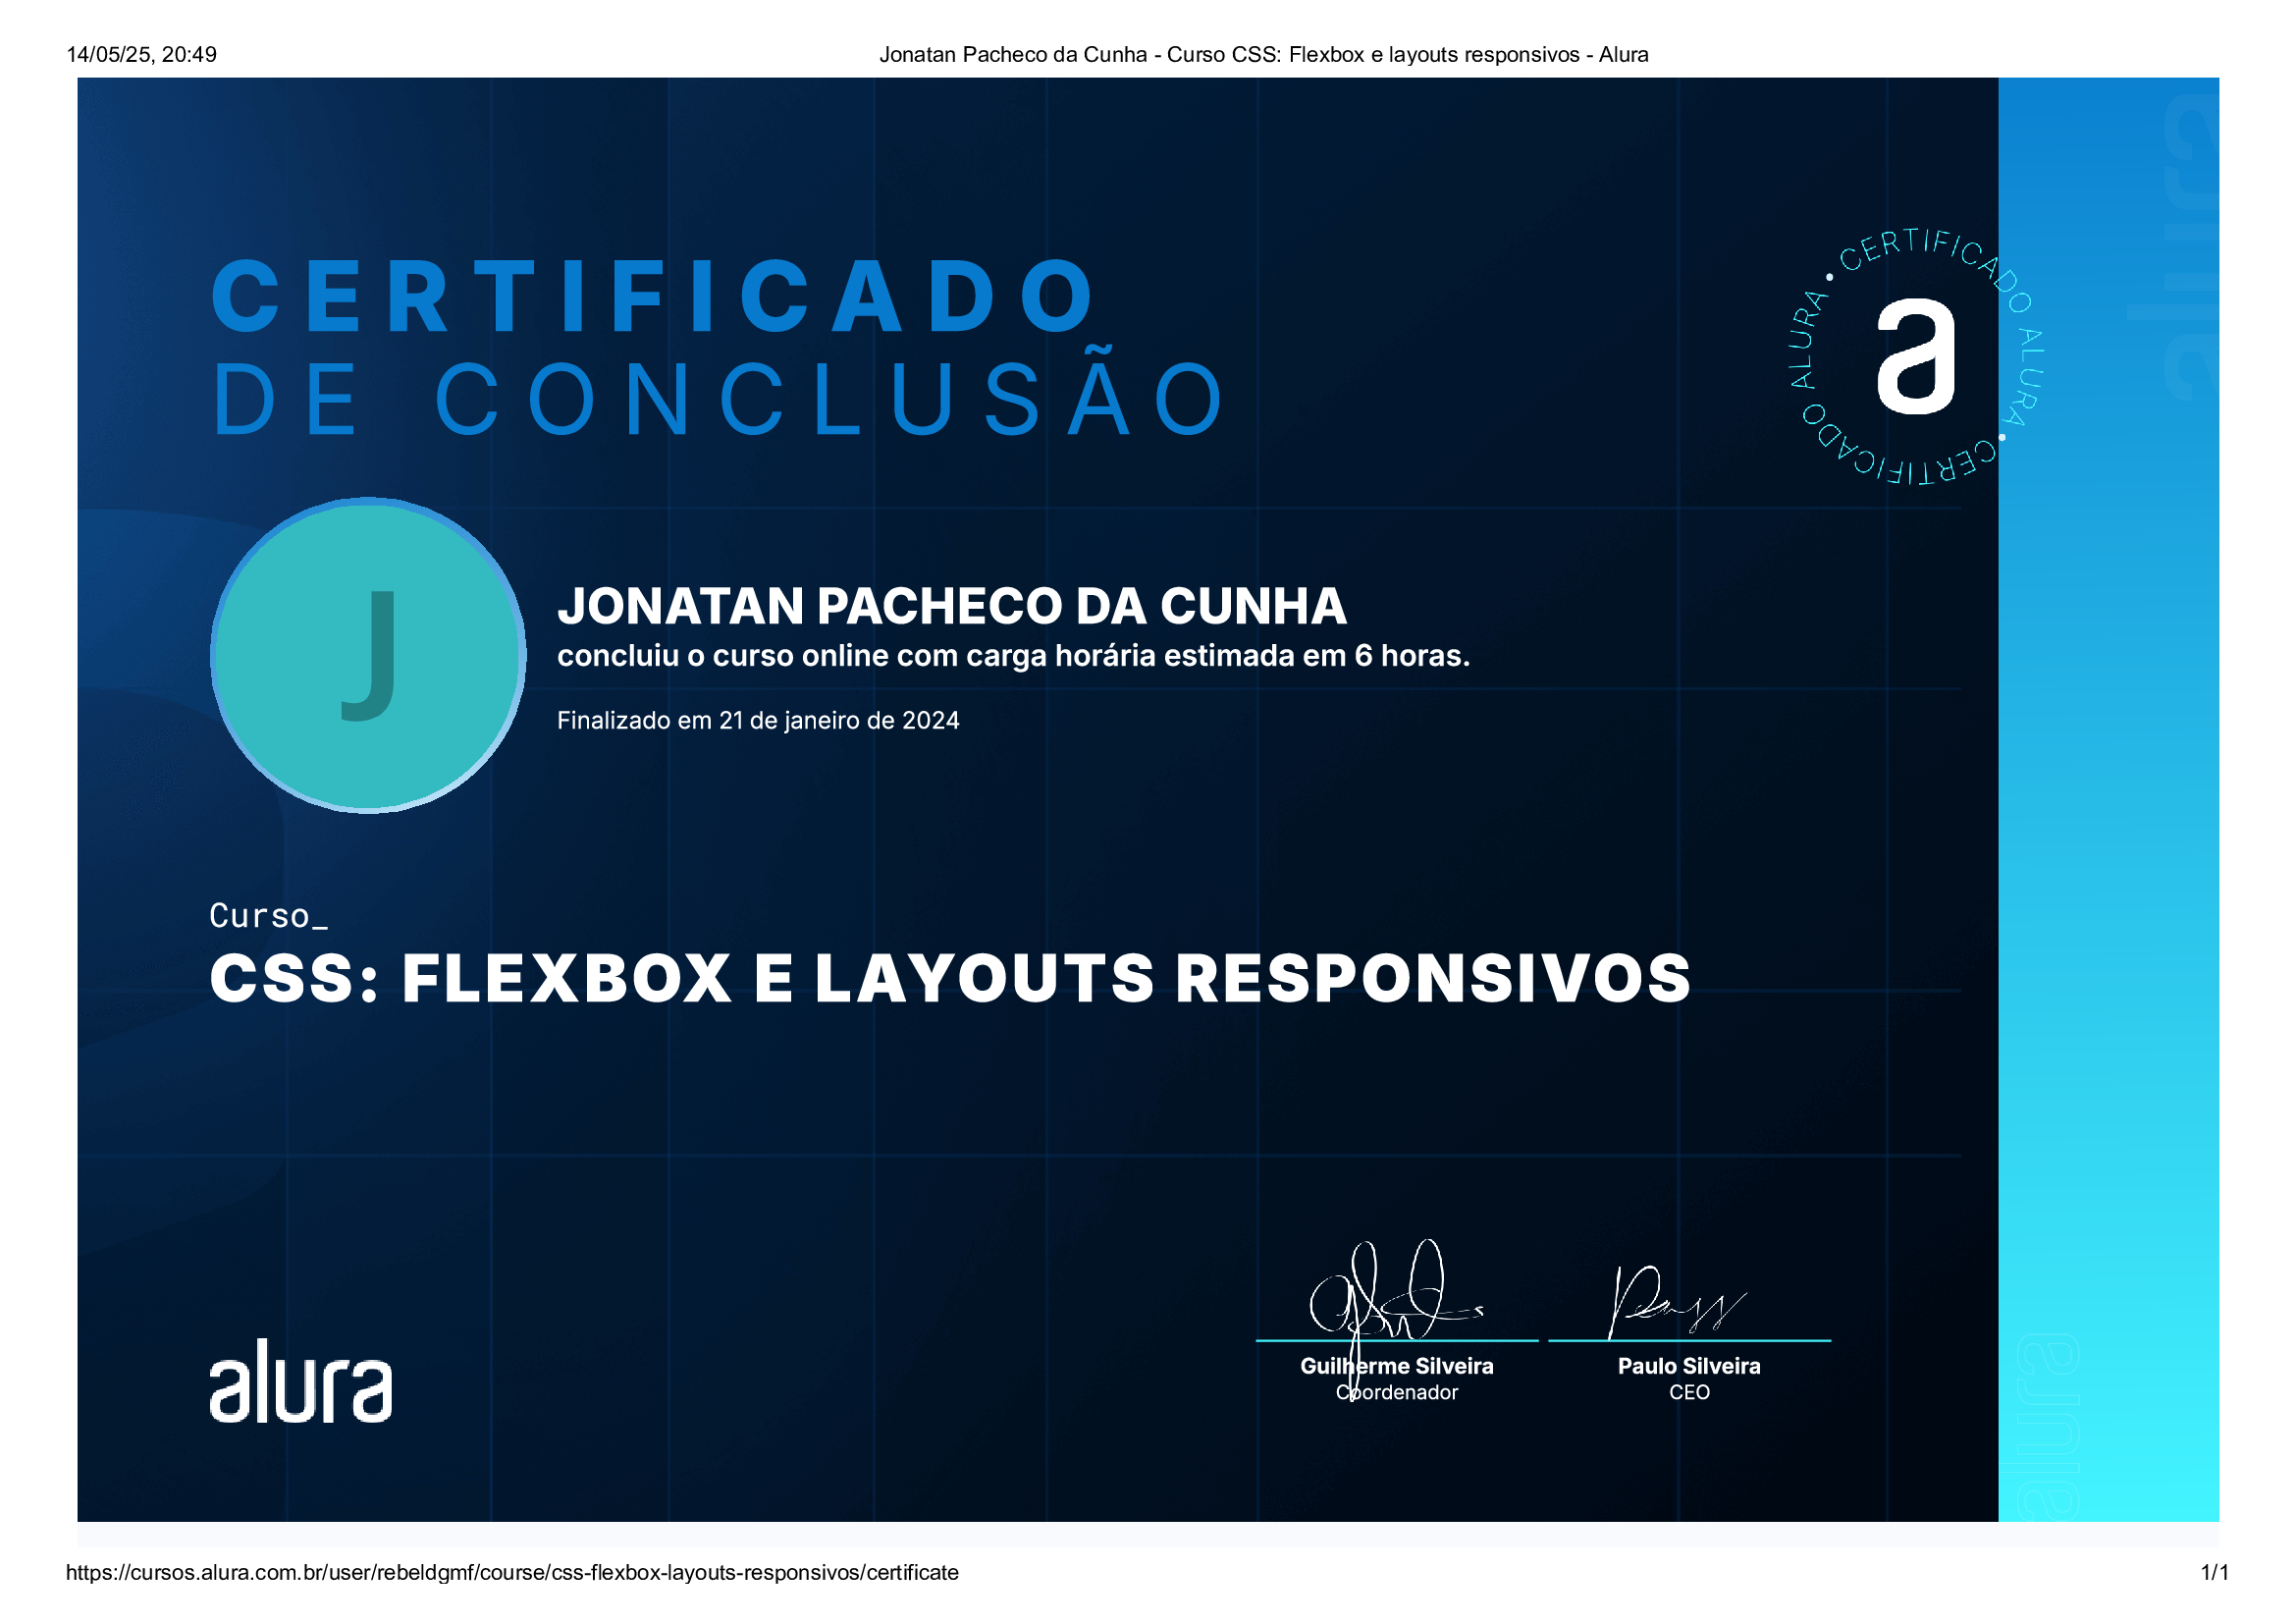 14/05/25, 20:49
Jonatan Pacheco da Cunha - Curso CSS: Flexbox e layouts responsivos - Alura
CERTIFICADO
DE CONCLUSÃO
• CERTIFICADO ALURA • CERTIFICADO ALURA
a
alura
J
JONATAN PACHECO DA CUNHA
concluiu o curso online com carga horária estimada em 6 horas.
Finalizado em 21 de janeiro de 2024
Curso_
CSS: FLEXBOX E LAYOUTS RESPONSIVOS
alura
Guilherme Silveira
Coordenador
Paulo Silveira
CEO
alura
https://cursos.alura.com.br/user/rebeldgmf/course/css-flexbox-layouts-responsivos/certificate
1/1